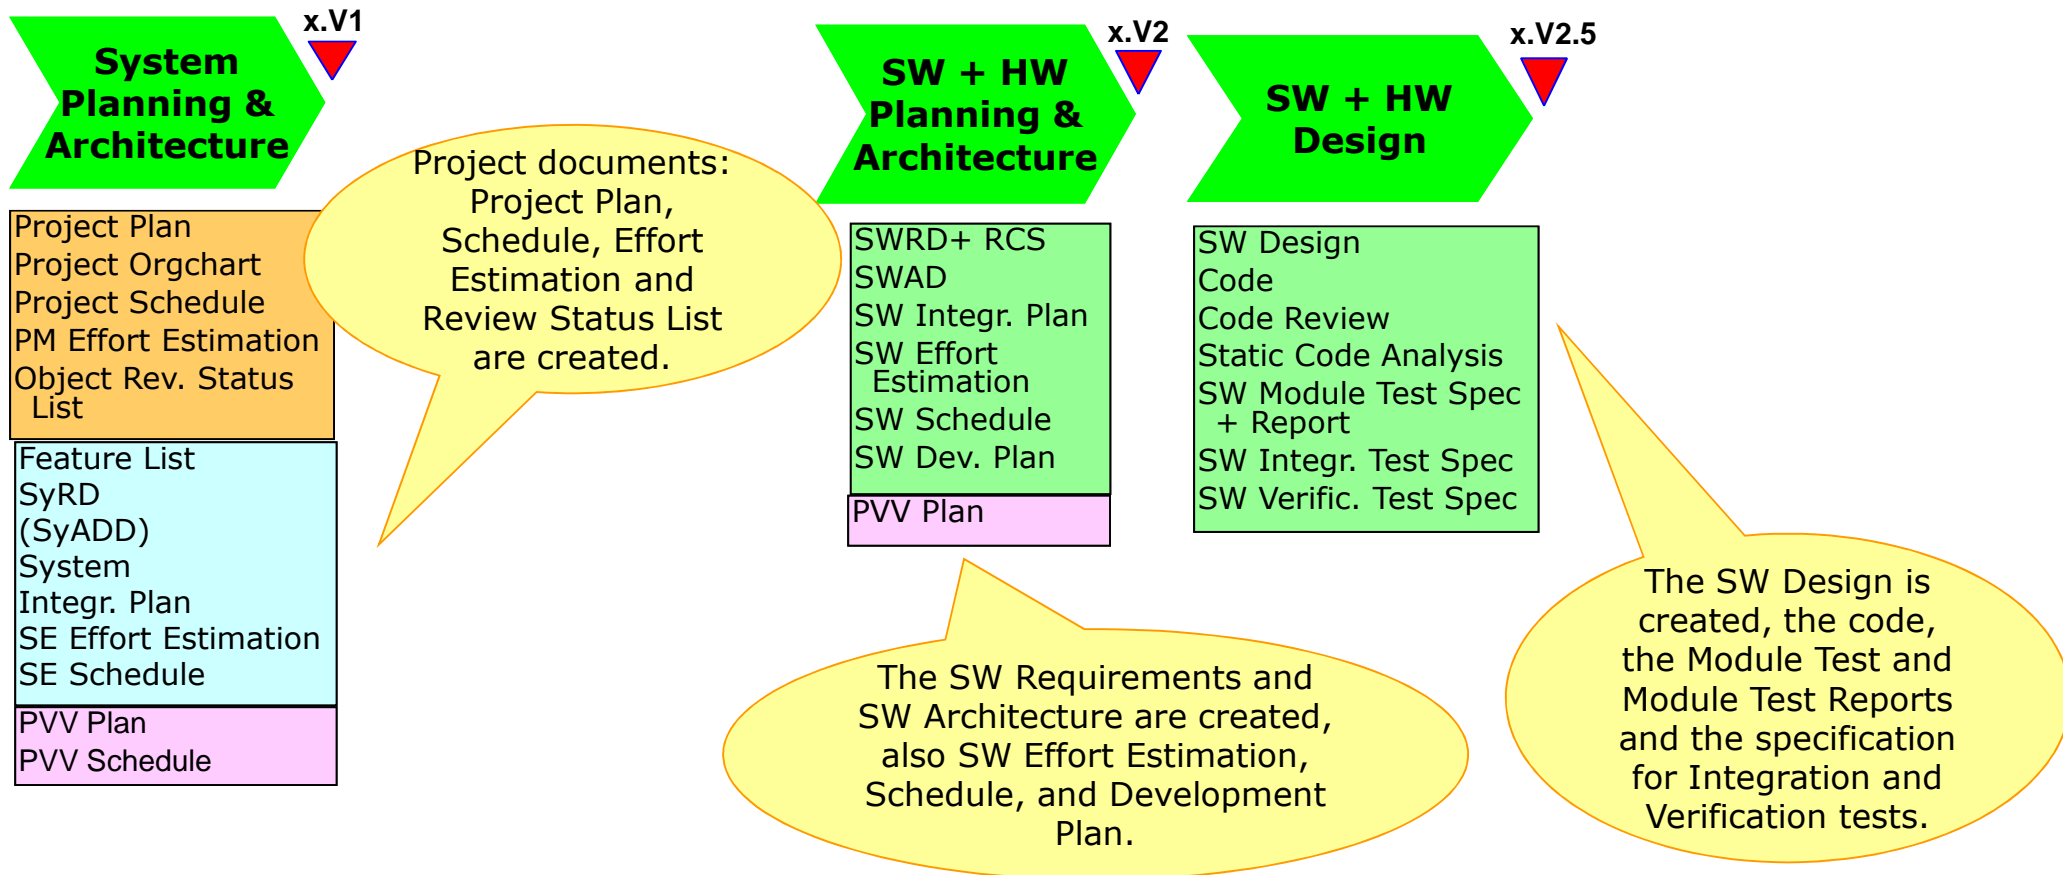 x.V1
System
Planning &
Architecture
x.V2
SW + HW
Planning &
Architecture
x.V2.5
SW + HW
Design
Project Plan
Project Orgchart
Project Schedule
PM Effort Estimation
Object Rev. Status
List
Feature List
SyRD
(SyADD)
System
Integr. Plan
SE Effort Estimation
SE Schedule
PVV Plan
PVV Schedule
Project documents:
Project Plan,
Schedule, Effort
Estimation and
Review Status List
are created.
SWRD+ RCS
SWAD
SW Integr. Plan
SW Effort
Estimation
SW Schedule
SW Dev. Plan
PVV Plan
The SW Requirements and
SW Architecture are created,
also SW Effort Estimation,
Schedule, and Development
Plan.
SW Design
Code
Code Review
Static Code Analysis
SW Module Test Spec
+ Report
SW Integr. Test Spec
SW Verific. Test Spec
The SW Design is
created, the code,
the Module Test and
Module Test Reports
and the specification
for Integration and
Verification tests.